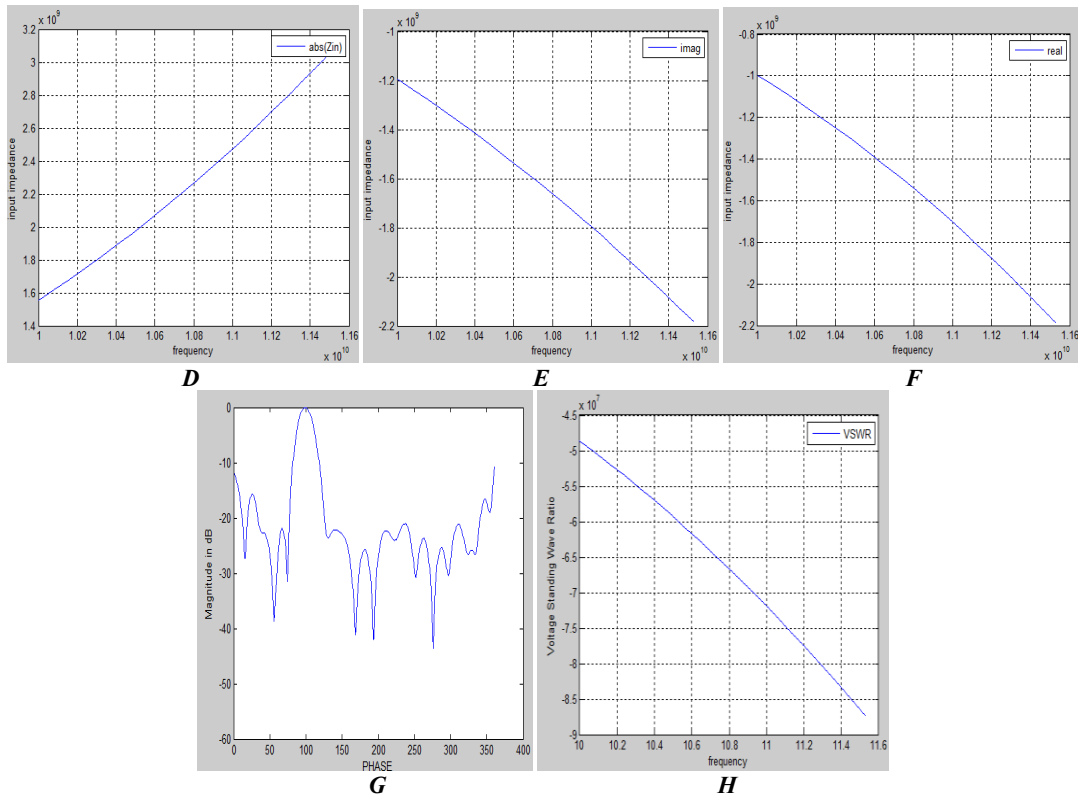 x 10^9
3.2
3
2.8
2.6
2.4
2.2
2
1.8
1.6
1.4
abs(Zin)
input impedance
1 1.02 1.04 1.06 1.08 1.1 1.12 1.14 1.16
frequency
x 10^10
D
x 10^9
-1
-1.2
-1.4
-1.6
-1.8
-2
-2.2
imag
input impedance
1 1.02 1.04 1.06 1.08 1.1 1.12 1.14 1.16
frequency
x 10^10
E
x 10^9
-0.8
-1
-1.2
-1.4
-1.6
-1.8
-2
-2.2
real
input impedance
1 1.02 1.04 1.06 1.08 1.1 1.12 1.14 1.16
frequency
x 10^10
F
0
-10
-20
-30
-40
-50
-60
Magnitude in dB
0 50 100 150 200 250 300 350 400
PHASE
G
x 10^7
-4.5
-5
-5.5
-6
-6.5
-7
-7.5
-8
-8.5
-9
VSWR
Voltage Standing Wave Ratio
10 10.2 10.4 10.6 10.8 11 11.2 11.4 11.6
frequency
H